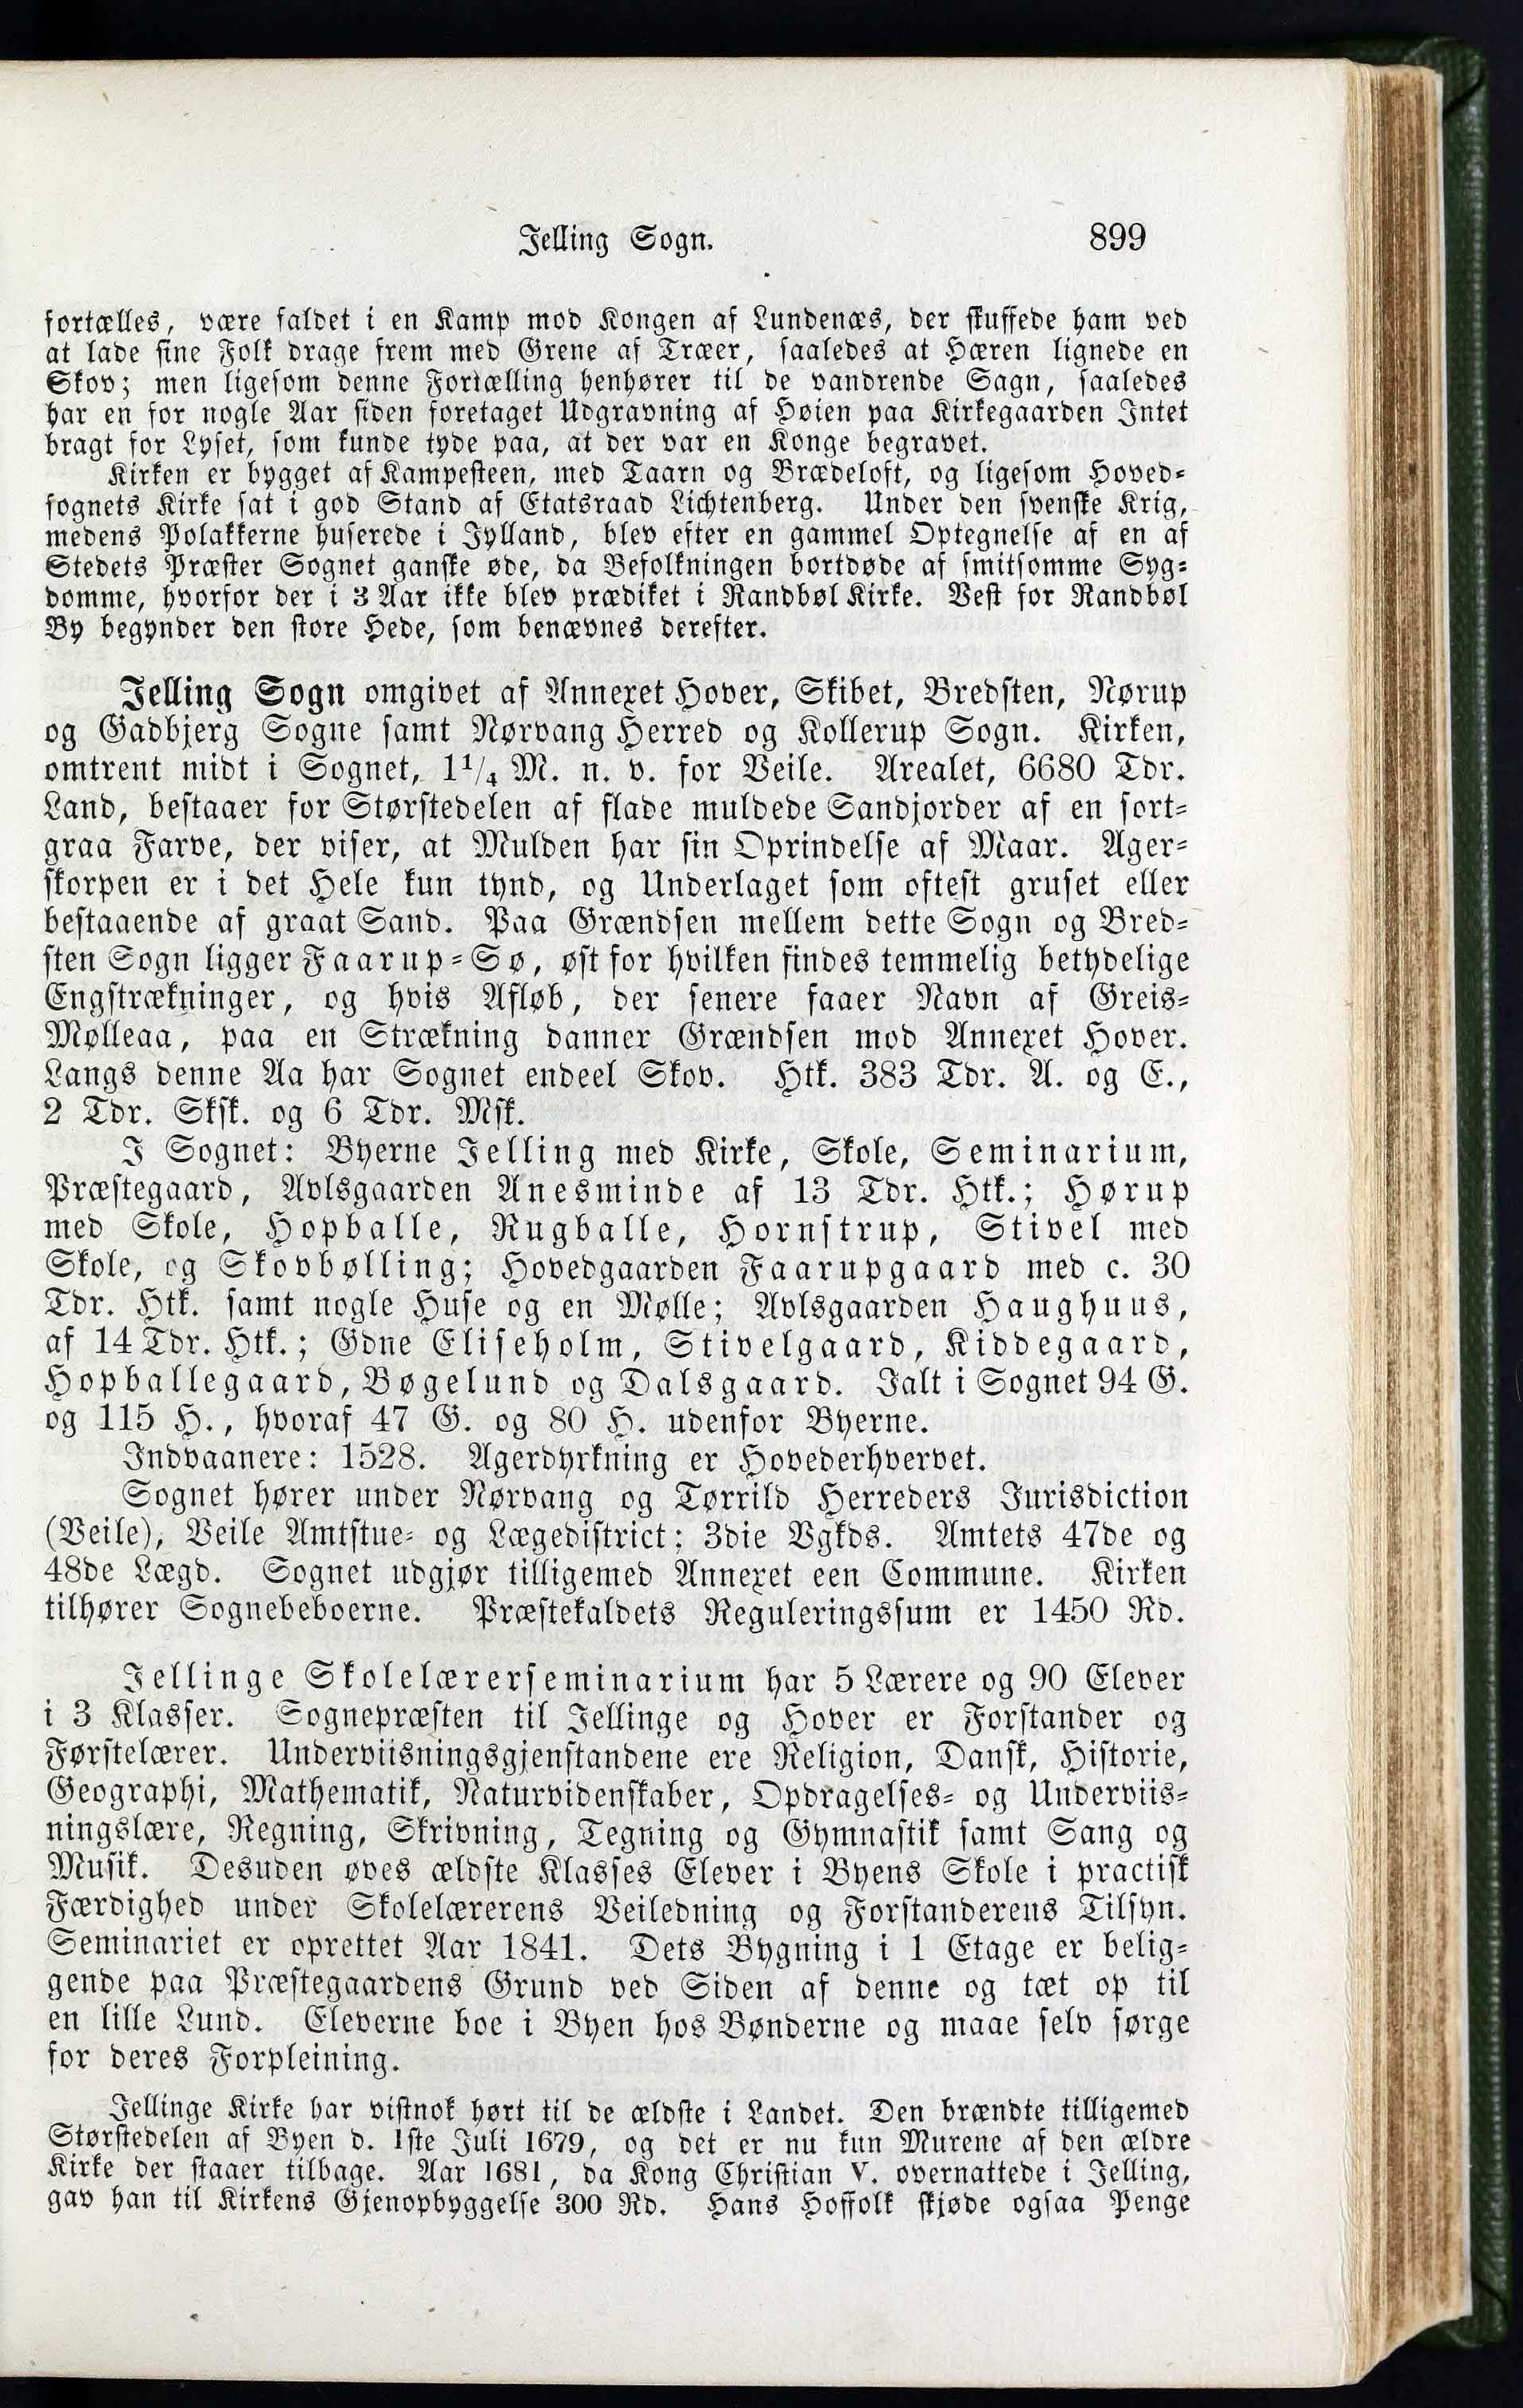 Jelling Sogn. 899
fortælles, være faldet i en Kamp mod Kongen af Lundenæs, der skuffede ham ved
at lade sine Folk drage frem med Grene af Træer, saaledes at Hæren lignede en
Skov; men ligesom denne Fortælling henhører til de vandrende Sagn, saaledes
har en for nogle Aar siden foretaget Udgravning af Høien paa Kirkegaarden Intet
bragt for Lyset, som kunde tyde paa, at der var en Konge begravet.
Kirken er bygget af Kampesteen, med Taarn og Brædeloft, og ligesom Hoved-
sognets Kirke sat i god Stand af Etatsraad Lichtenberg. Under den svenske Krig,
medens Polakkerne huserede i Jylland, blev efter en gammel Optegnelse af en af
Stedets Præster Sognet ganske øde, da Befolkningen bortdøde af smitsomme Syg-
domme, hvorfor der i 3 Aar ikke blev prædiket i Randbøl Kirke. Vest for Randbøl
By begynder den store Hede, som benævnes derefter.
Jelling Sogn omgivet af Annexet Hover, Skibet, Bredsten, Nørup
og Gadbjerg Sogne samt Nørvang Herred og Kollerup Sogn. Kirken,
omtrent midt i Sognet, 1 1/4 M. n. v. for Veile. Arealet, 6680 Tdr.
Land, bestaaer for Størstedelen af flade muldede Sandjorder af en sort-
graa Farve, der viser, at Mulden har sin Oprindelse af Maar. Ager-
skorpen er i det Hele kun tynd, og Underlaget som oftest gruset eller
bestaaende af graat Sand. Paa Grændsen mellem dette Sogn og Bred-
sten Sogn ligger Faarup-Sø, øst for hvilken findes temmelig betydelige
Engstrækninger, og hvis Afløb, der senere faaer Navn af Greis-
Mølleaa, paa en Strækning danner Grændsen mod Annexet Hover.
Langs denne Aa har Sognet endeel Skov. Htk. 383 Tdr. A. og E.,
2 Tdr. Sksk. og 6 Tdr. Msk.
I Sognet: Byerne Jelling med Kirke, Skole, Seminarium,
Præstegaard, Avlsgaarden Anesminde af 13 Tdr. Htk.; Hørup
med Skole, Hopballe, Rugballe, Hornstrup, Stivel med
Skole, og Skovbølling; Hovedgaarden Faarupgaard med c. 30
Tdr. Htk. samt nogle Huse og en Mølle; Avlsgaarden Haughuus,
af 14 Tdr. Htk.; Gdne Eliseholm, Stivelgaard, Kiddegaard,
Hopballegaard, Bøgelund og Dalsgaard. Ialt i Sognet 94 G.
og 115 H., hvoraf 47 G. og 80 H. udenfor Byerne.
Indvaanere: 1528. Agerdyrkning er Hovederhvervet.
Sognet hører under Nørvang og Tørrild Herreders Jurisdiction
(Veile), Veile Amtstue- og Lægedistrict; 3die Vgkds. Amtets 47de og
48de Lægd. Sognet udgjør tilligemed Annexet een Commune. Kirken
tilhører Sognebeboerne. Præstekaldets Reguleringssum er 1450 Rd.
Jellinge Skolelærerseminarium har 5 Lærere og 90 Elever
i 3 Klasser. Sognepræsten til Jellinge og Hover er Forstander og
Førstelærer. Underviisningsgjenstandene ere Religion, Dansk, Historie,
Geographi, Mathematik, Naturvidenskaber, Opdragelses- og Underviis-
ningslære, Regning, Skrivning, Tegning og Gymnastik samt Sang og
Musik. Desuden øves ældste Klasses Elever i Byens Skole i practisk
Færdighed under Skolelærerens Veiledning og Forstanderens Tilsyn.
Seminariet er oprettet Aar 1841. Dets Bygning i 1 Etage er belig-
gende paa Præstegaardens Grund ved Siden af denne og tæt op til
en lille Lund. Eleverne boe i Byen hos Bønderne og maae selv sørge
for deres Forpleining.
Jellinge Kirke har vistnok hørt til de ældste i Landet. Den brændte tilligemed
Størstedelen af Byen d. 1ste Juli 1679, og det er nu kun Murene af den ældre
Kirke der staaer tilbage. Aar 1681, da Kong Christian V. overnattede i Jelling,
gav han til Kirkens Gjenopbyggelse 300 Rd. Hans Hoffolk skjøde ogsaa Penge